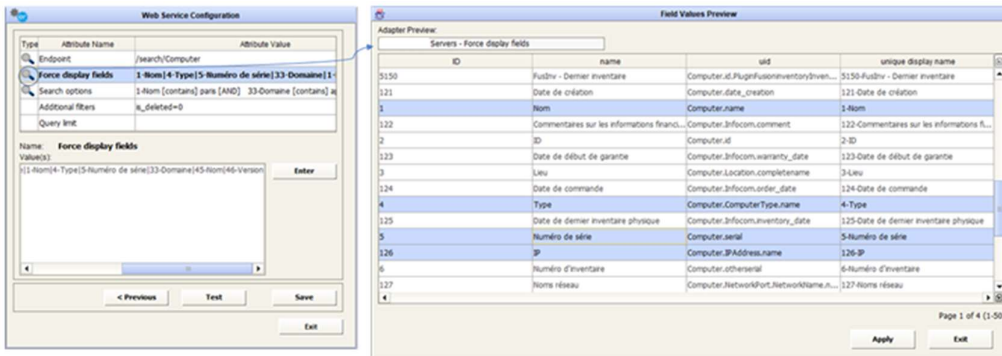 Web Service Configuration
Type Attribute Name Attribute Value
Endpoint /search/Computer
Force display fields 1-Nom|4-Type|5-Numéro de série|33-Domaine|1-
Search options 1-Nom [contains] paris [AND] 33-Domaine [contains] ap
Additional filters is_deleted=0
Query limit
Name: Force display fields
Value(s):
|1-Nom|4-Type|5-Numéro de série|33-Domaine|45-Nom|46-Version
Enter
< Previous Test Save
Exit
Field Values Preview
Adapter Preview:
Servers - Force display fields
ID name uid unique display name
5150 FusInv - Dernier inventaire Computer.id.PluginFusioninventoryInven... 5150-FusInv - Dernier inventaire
121 Date de création Computer.date_creation 121-Date de création
1 Nom Computer.name 1-Nom
122 Commentaires sur les informations financi... Computer.Infocom.comment 122-Commentaires sur les informations fi...
2 ID Computer.id 2-ID
123 Date de début de garantie Computer.Infocom.warranty_date 123-Date de début de garantie
3 Lieu Computer.Location.completename 3-Lieu
124 Date de commande Computer.Infocom.order_date 124-Date de commande
4 Type Computer.ComputerType.name 4-Type
125 Date de dernier inventaire physique Computer.Infocom.inventory_date 125-Date de dernier inventaire physique
5 Numéro de série Computer.serial 5-Numéro de série
126 IP Computer.IPAddress.name 126-IP
6 Numéro d'inventaire Computer.otherserial 6-Numéro d'inventaire
127 Noms réseau Computer.NetworkPort.NetworkName.n... 127-Noms réseau
Page 1 of 4 (1-50
Apply Exit